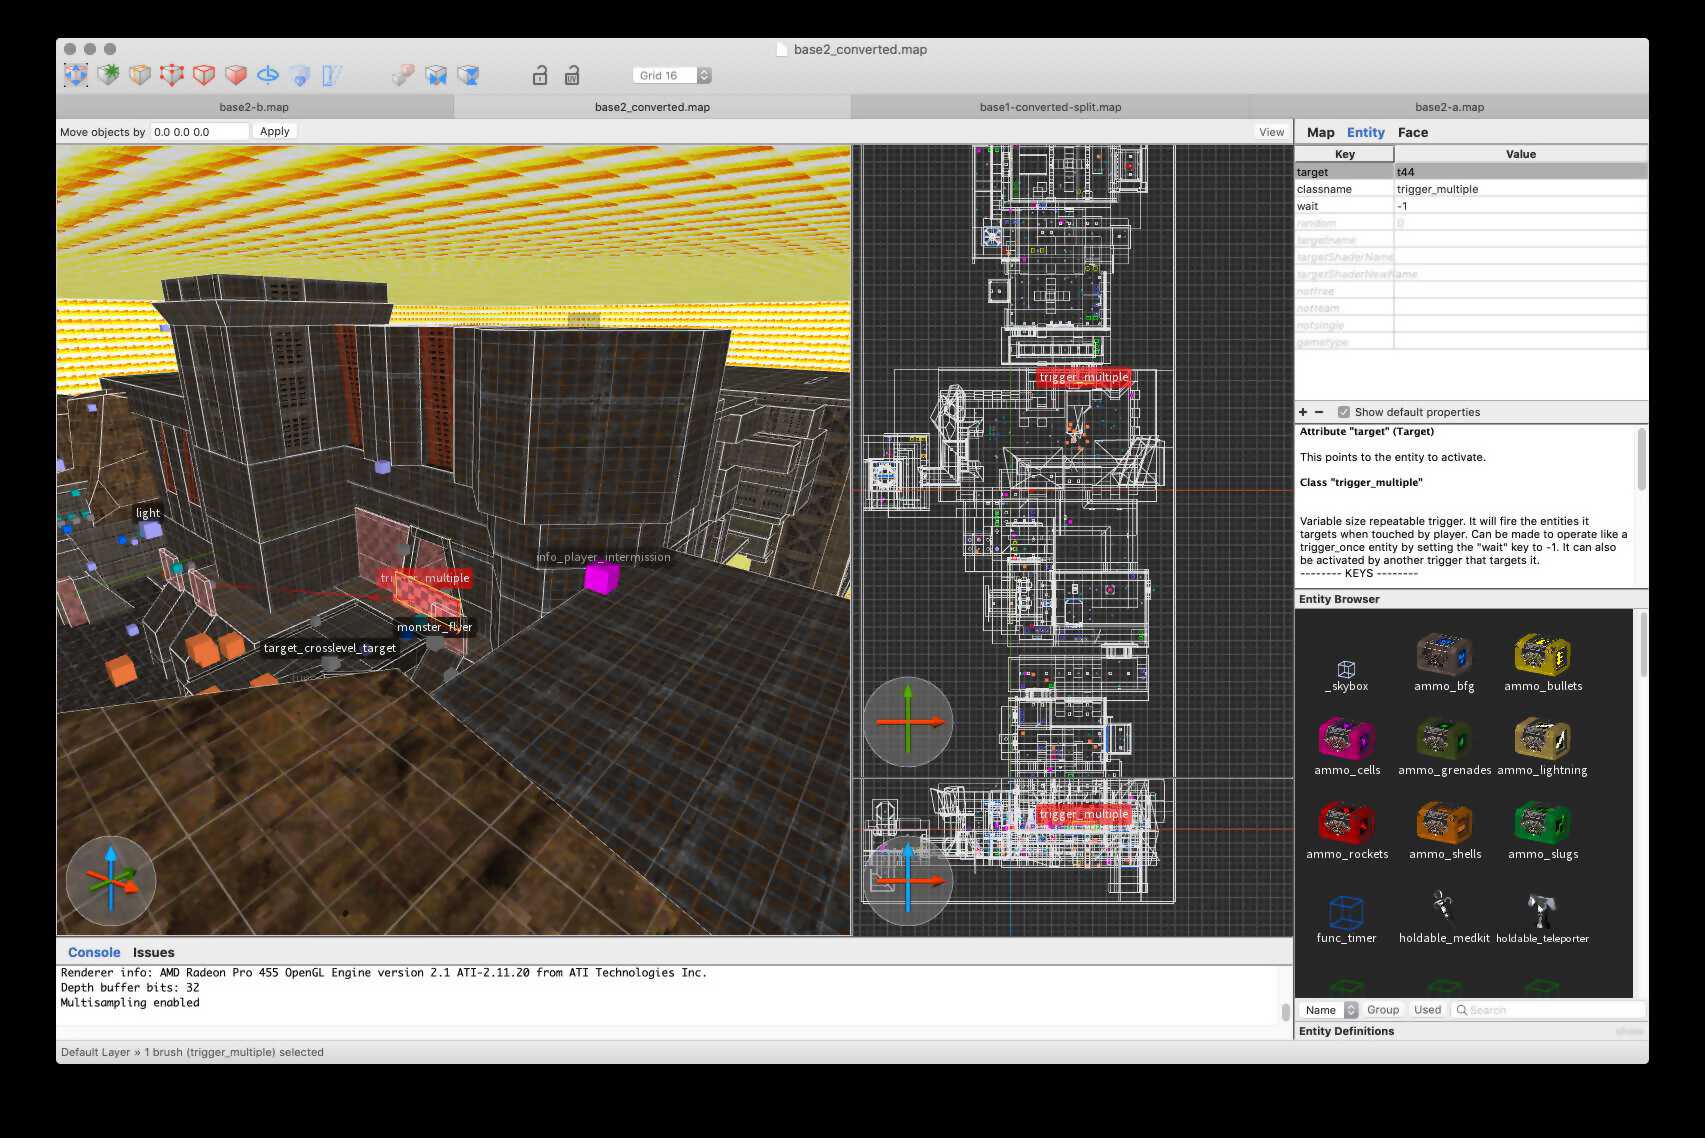 base2_converted.map
Grid 16
base2-b.map
base2_converted.map
base1-converted-split.map
base2-a.map
Move objects by 0.0 0.0 0.0 Apply
View
Map Entity Face
Key Value
target t44
classname trigger_multiple
wait -1
random 0
targetname
targetShaderName
targetShaderNewName
notfree
notteam
notsingle
gametype
+ − Show default properties
Attribute "target" (Target)
This points to the entity to activate.
Class "trigger_multiple"
Variable size repeatable trigger. It will fire the entities it
targets when touched by player. Can be made to operate like a
trigger_once entity by setting the "wait" key to -1. It can also
be activated by another trigger that targets it.
-------- KEYS --------
light
info_player_intermission
trigger_multiple
monster_flyer
target_crosslevel_target
trigger_multiple
trigger_multiple
Entity Browser
_skybox
ammo_bfg
ammo_bullets
ammo_cells
ammo_grenades
ammo_lightning
ammo_rockets
ammo_shells
ammo_slugs
func_timer
holdable_medkit
holdable_teleporter
Name Group Used Search
Entity Definitions show
Console Issues
Renderer info: AMD Radeon Pro 455 OpenGL Engine version 2.1 ATI-2.11.20 from ATI Technologies Inc.
Depth buffer bits: 32
Multisampling enabled
Default Layer » 1 brush (trigger_multiple) selected